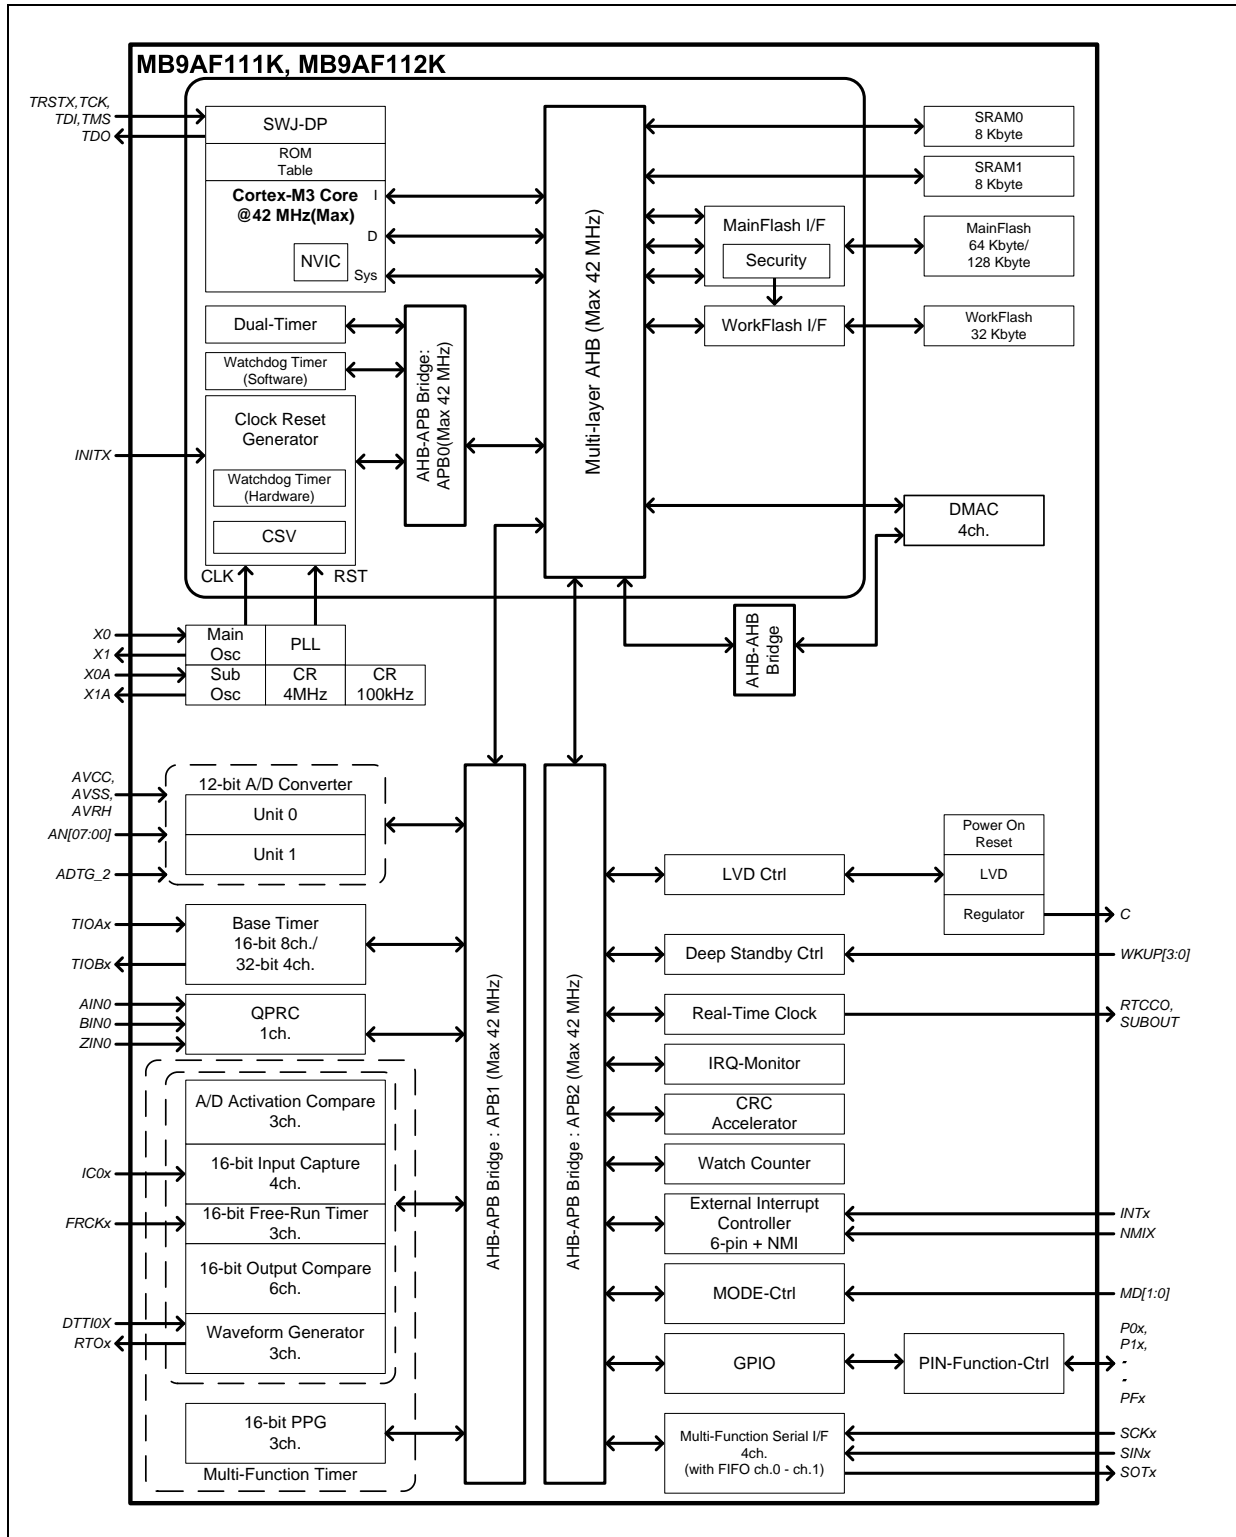 MB9AF111K, MB9AF112K
TRSTX,TCK,
TDI,TMS
TDO
SWJ-DP
ROM
Table
Cortex-M3 Core
@42 MHz(Max)
I
D
NVIC
Sys
Multi-layer AHB (Max 42 MHz)
SRAM0
8 Kbyte
SRAM1
8 Kbyte
MainFlash I/F
Security
MainFlash
64 Kbyte/
128 Kbyte
WorkFlash I/F
WorkFlash
32 Kbyte
Dual-Timer
Watchdog Timer
(Software)
AHB-APB Bridge:
APB0(Max 42 MHz)
INITX
Clock Reset
Generator
Watchdog Timer
(Hardware)
CSV
CLK
RST
DMAC
4ch.
AHB-AHB
Bridge
X0
X1
X0A
X1A
Main
Osc
PLL
Sub
Osc
CR
4MHz
CR
100kHz
AVCC,
AVSS,
AVRH
AN[07:00]
ADTG_2
12-bit A/D Converter
Unit 0
Unit 1
TIOAx
TIOBx
Base Timer
16-bit 8ch./
32-bit 4ch.
AIN0
BIN0
ZIN0
QPRC
1ch.
A/D Activation Compare
3ch.
IC0x
16-bit Input Capture
4ch.
FRCKx
16-bit Free-Run Timer
3ch.
16-bit Output Compare
6ch.
DTTI0X
RTOx
Waveform Generator
3ch.
16-bit PPG
3ch.
Multi-Function Timer
AHB-APB Bridge : APB1 (Max 42 MHz)
AHB-APB Bridge : APB2 (Max 42 MHz)
LVD Ctrl
Power On
Reset
LVD
Regulator
C
Deep Standby Ctrl
WKUP[3:0]
Real-Time Clock
RTCCO,
SUBOUT
IRQ-Monitor
CRC
Accelerator
Watch Counter
External Interrupt
Controller
6-pin + NMI
INTx
NMIX
MODE-Ctrl
MD[1:0]
GPIO
PIN-Function-Ctrl
P0x,
P1x,
-
-
PFx
Multi-Function Serial I/F
4ch.
(with FIFO ch.0 - ch.1)
SCKx
SINx
SOTx